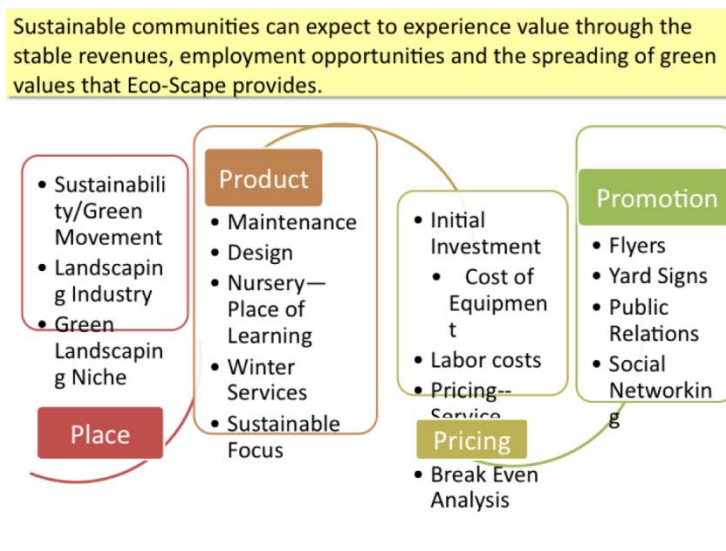 Sustainable communities can expect to experience value through the
stable revenues, employment opportunities and the spreading of green
values that Eco-Scape provides.
• Sustainabili
ty/Green
Movement
• Landscapin
g Industry
• Green
Landscapin
g Niche
Place
Product
• Maintenance
• Design
• Nursery—
Place of
Learning
• Winter
Services
• Sustainable
Focus
• Initial
Investment
• Cost of
Equipmen
t
• Labor costs
• Pricing--
Service
Pricing
• Break Even
Analysis
Promotion
• Flyers
• Yard Signs
• Public
Relations
• Social
Networkin
g